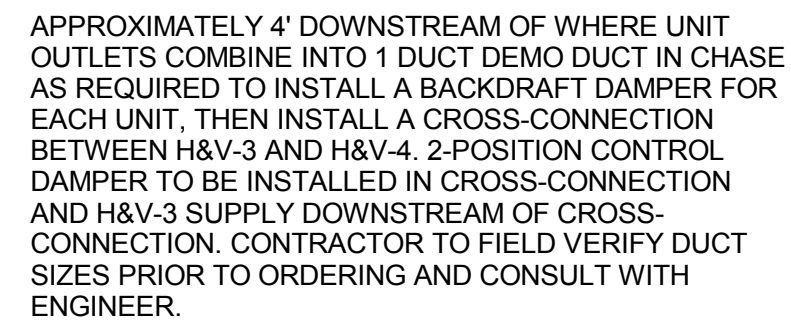 APPROXIMATELY 4' DOWNSTREAM OF WHERE UNIT
OUTLETS COMBINE INTO 1 DUCT DEMO DUCT IN CHASE
AS REQUIRED TO INSTALL A BACKDRAFT DAMPER FOR
EACH UNIT, THEN INSTALL A CROSS-CONNECTION
BETWEEN H&V-3 AND H&V-4. 2-POSITION CONTROL
DAMPER TO BE INSTALLED IN CROSS-CONNECTION
AND H&V-3 SUPPLY DOWNSTREAM OF CROSS-
CONNECTION. CONTRACTOR TO FIELD VERIFY DUCT
SIZES PRIOR TO ORDERING AND CONSULT WITH
ENGINEER.